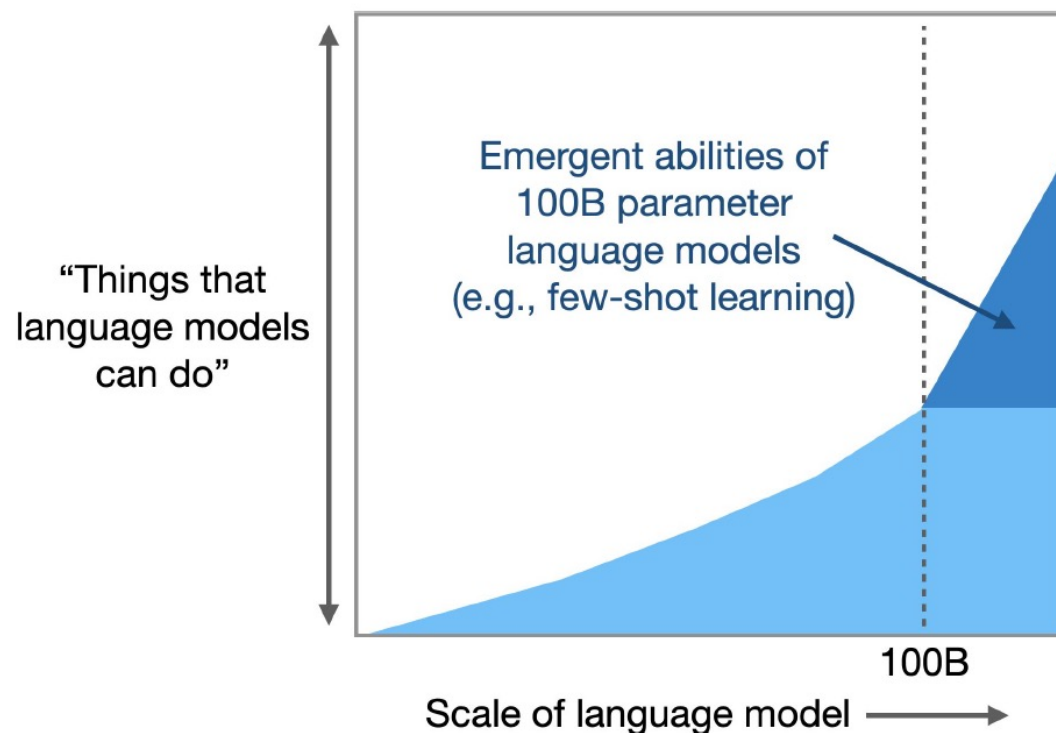 Emergent abilities of
100B parameter
language models
(e.g., few-shot learning)
“Things that
language models
can do”
100B
Scale of language model